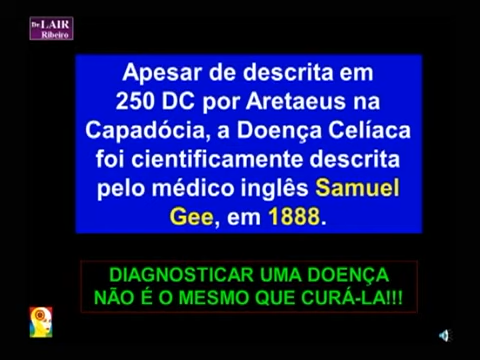 Dr. LAIR
Ribeiro
Apesar de descrita em
250 DC por Aretaeus na
Capadócia, a Doença Celíaca
foi cientificamente descrita
pelo médico inglês Samuel
Gee, em 1888.
DIAGNOSTICAR UMA DOENÇA
NÃO É O MESMO QUE CURÁ-LA!!!